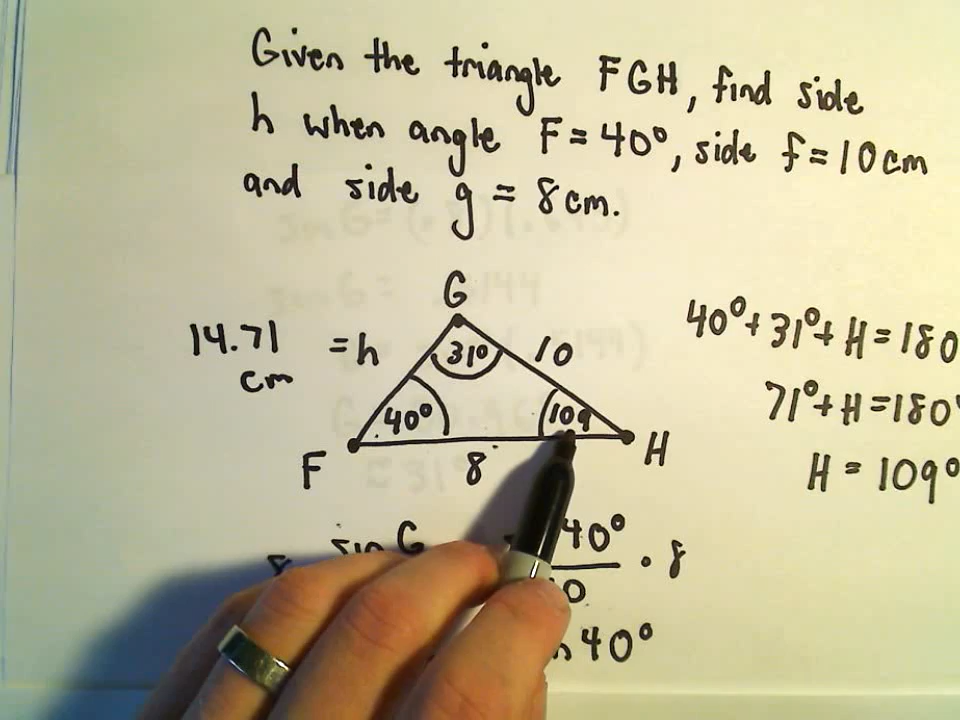 Given the triangle FGH, find side
h when angle F = 40°, side f = 10 cm
and side g = 8 cm.
G
14.71 = h 31° 10
cm
40° 109
F 8 H
40° + 31° + H = 180
71° + H = 180°
H = 109°
8 sin G 40° · 8
40°